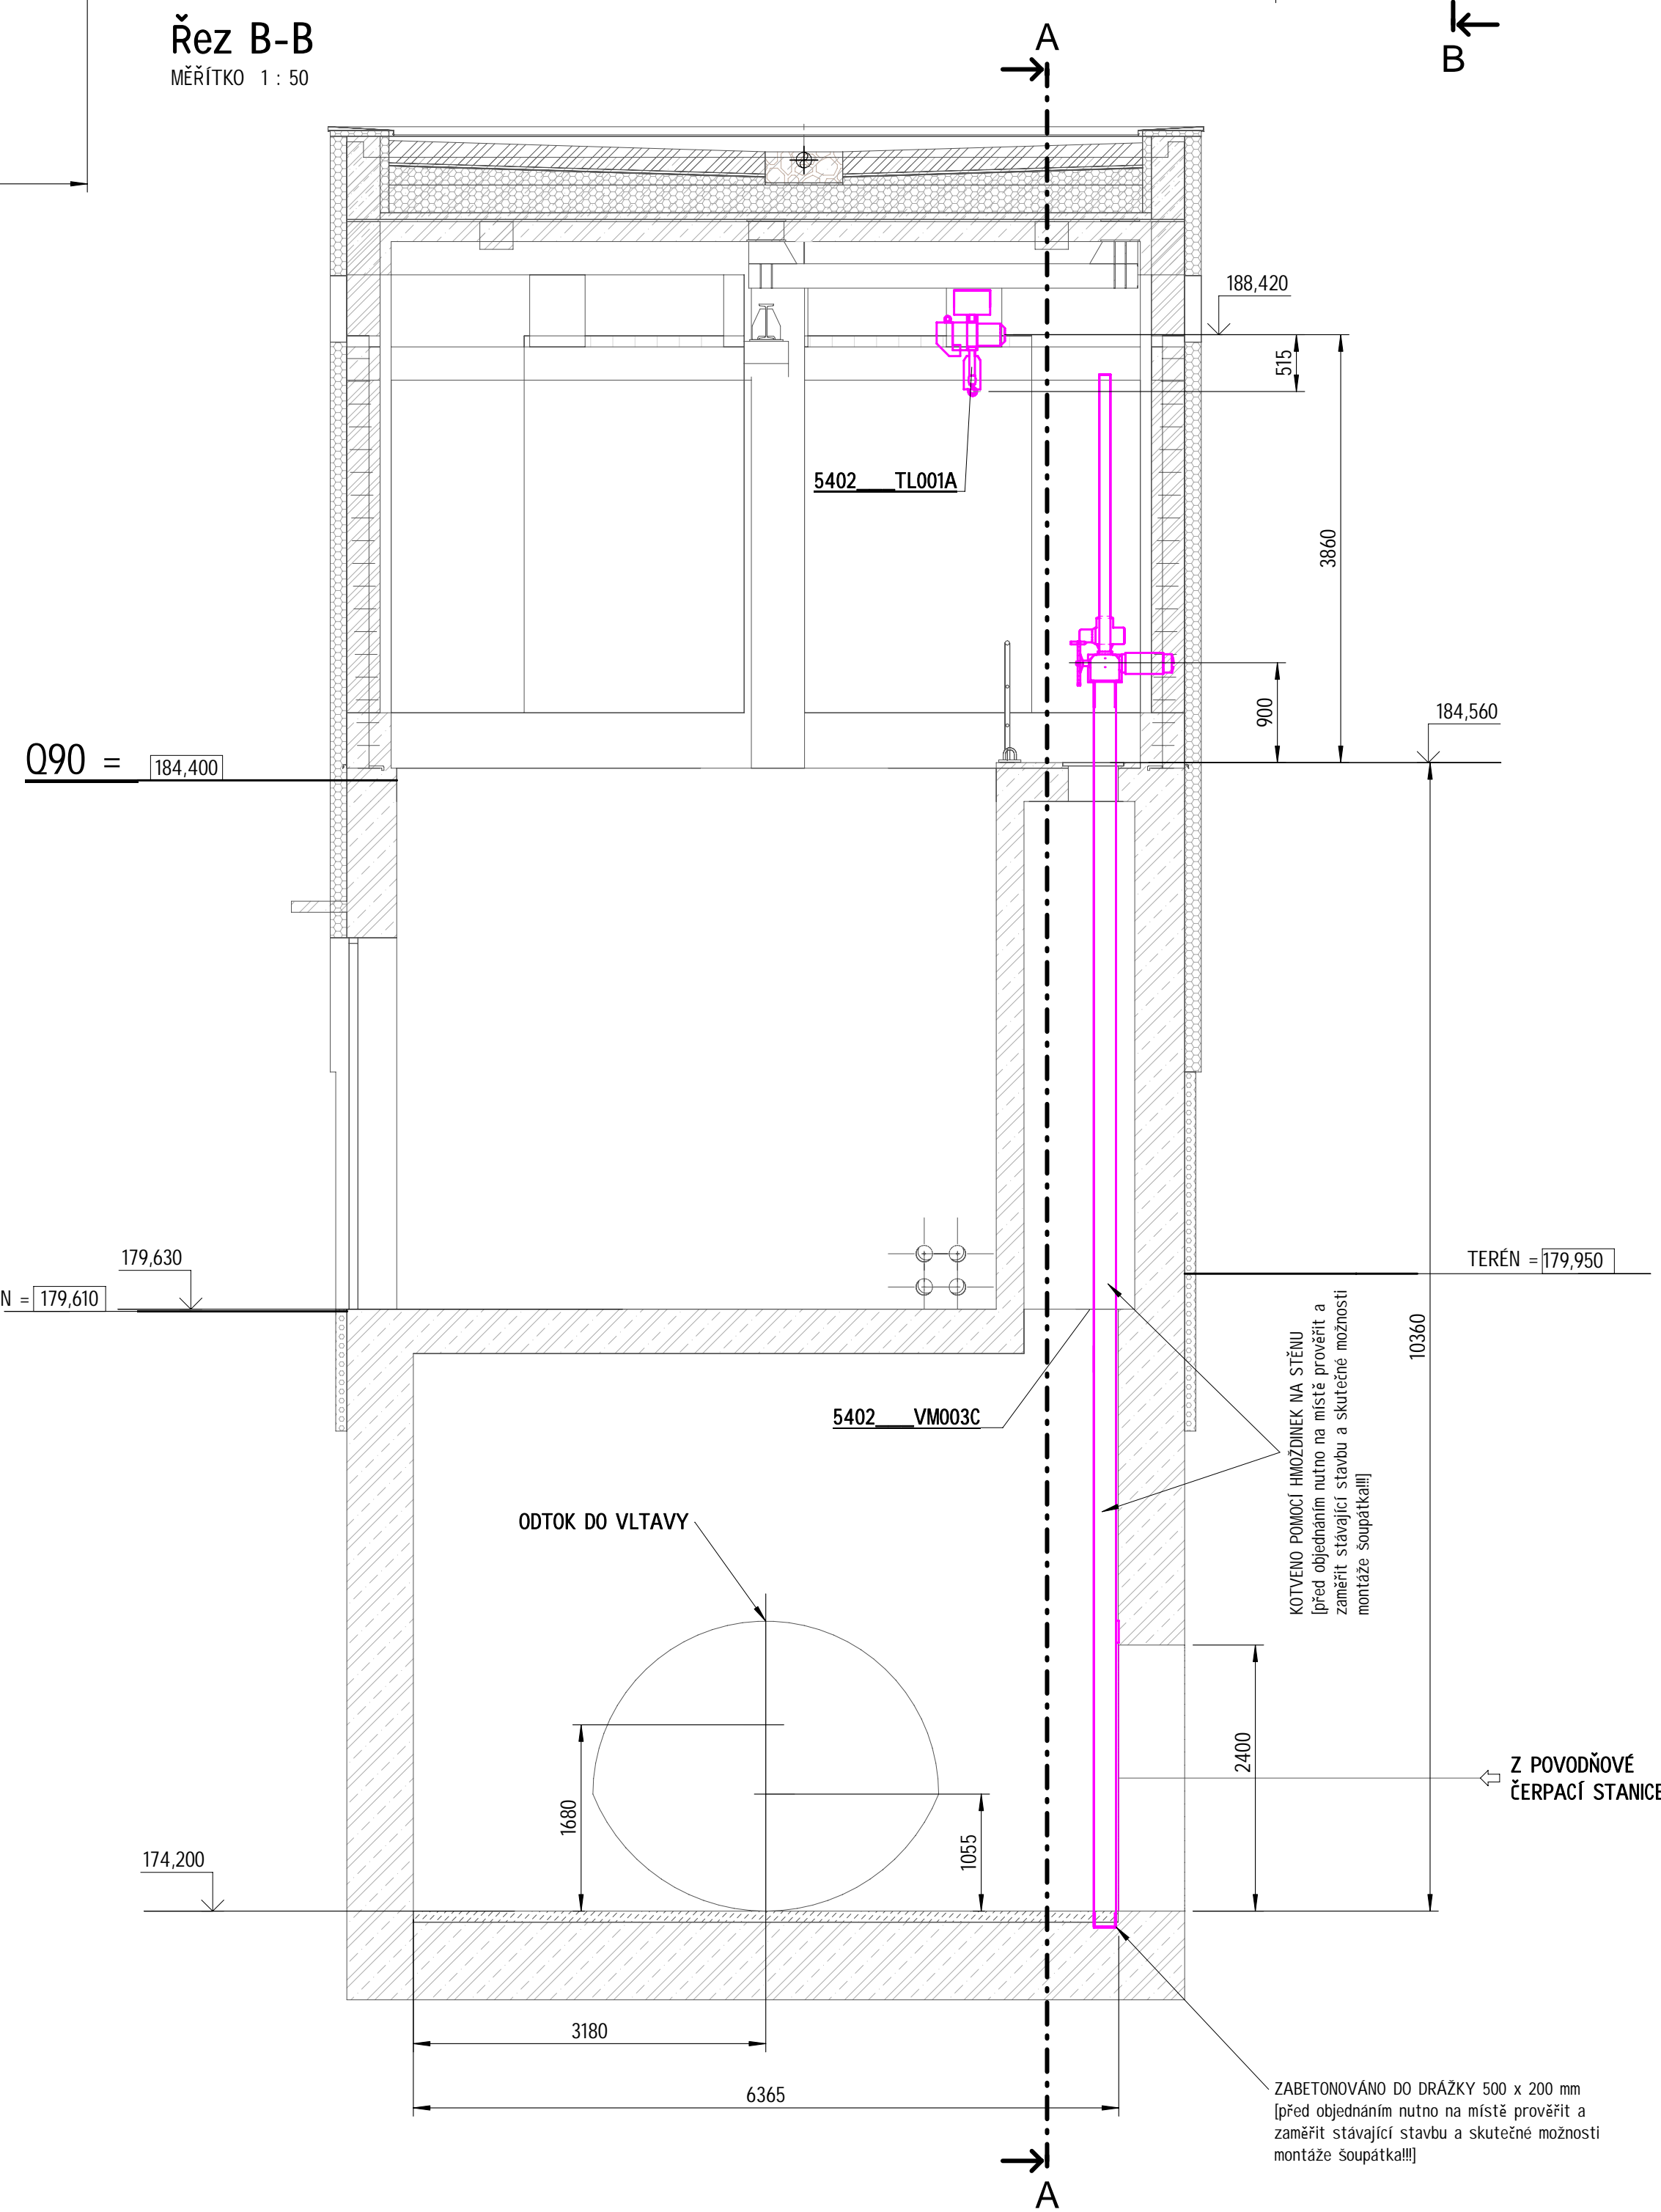 Řez B-B
MĚŘÍTKO 1 : 50
A
B
188,420
515
5402____TL001A
3860
900
184,560
Q90 = 184,400
179,630
N = 179,610
TERÉN = 179,950
10360
KOTVENO POMOCÍ HMOŽDINEK NA STĚNU
[před objednáním nutno na místě prověřit a
zaměřit stávající stavbu a skutečné možnosti
montáže šoupátka!!!]
5402____VM003C
ODTOK DO VLTAVY
2400
1680
1055
Z POVODŇOVÉ
ČERPACÍ STANICE
174,200
3180
6365
ZABETONOVÁNO DO DRÁŽKY 500 x 200 mm
[před objednáním nutno na místě prověřit a
zaměřit stávající stavbu a skutečné možnosti
montáže šoupátka!!!]
A